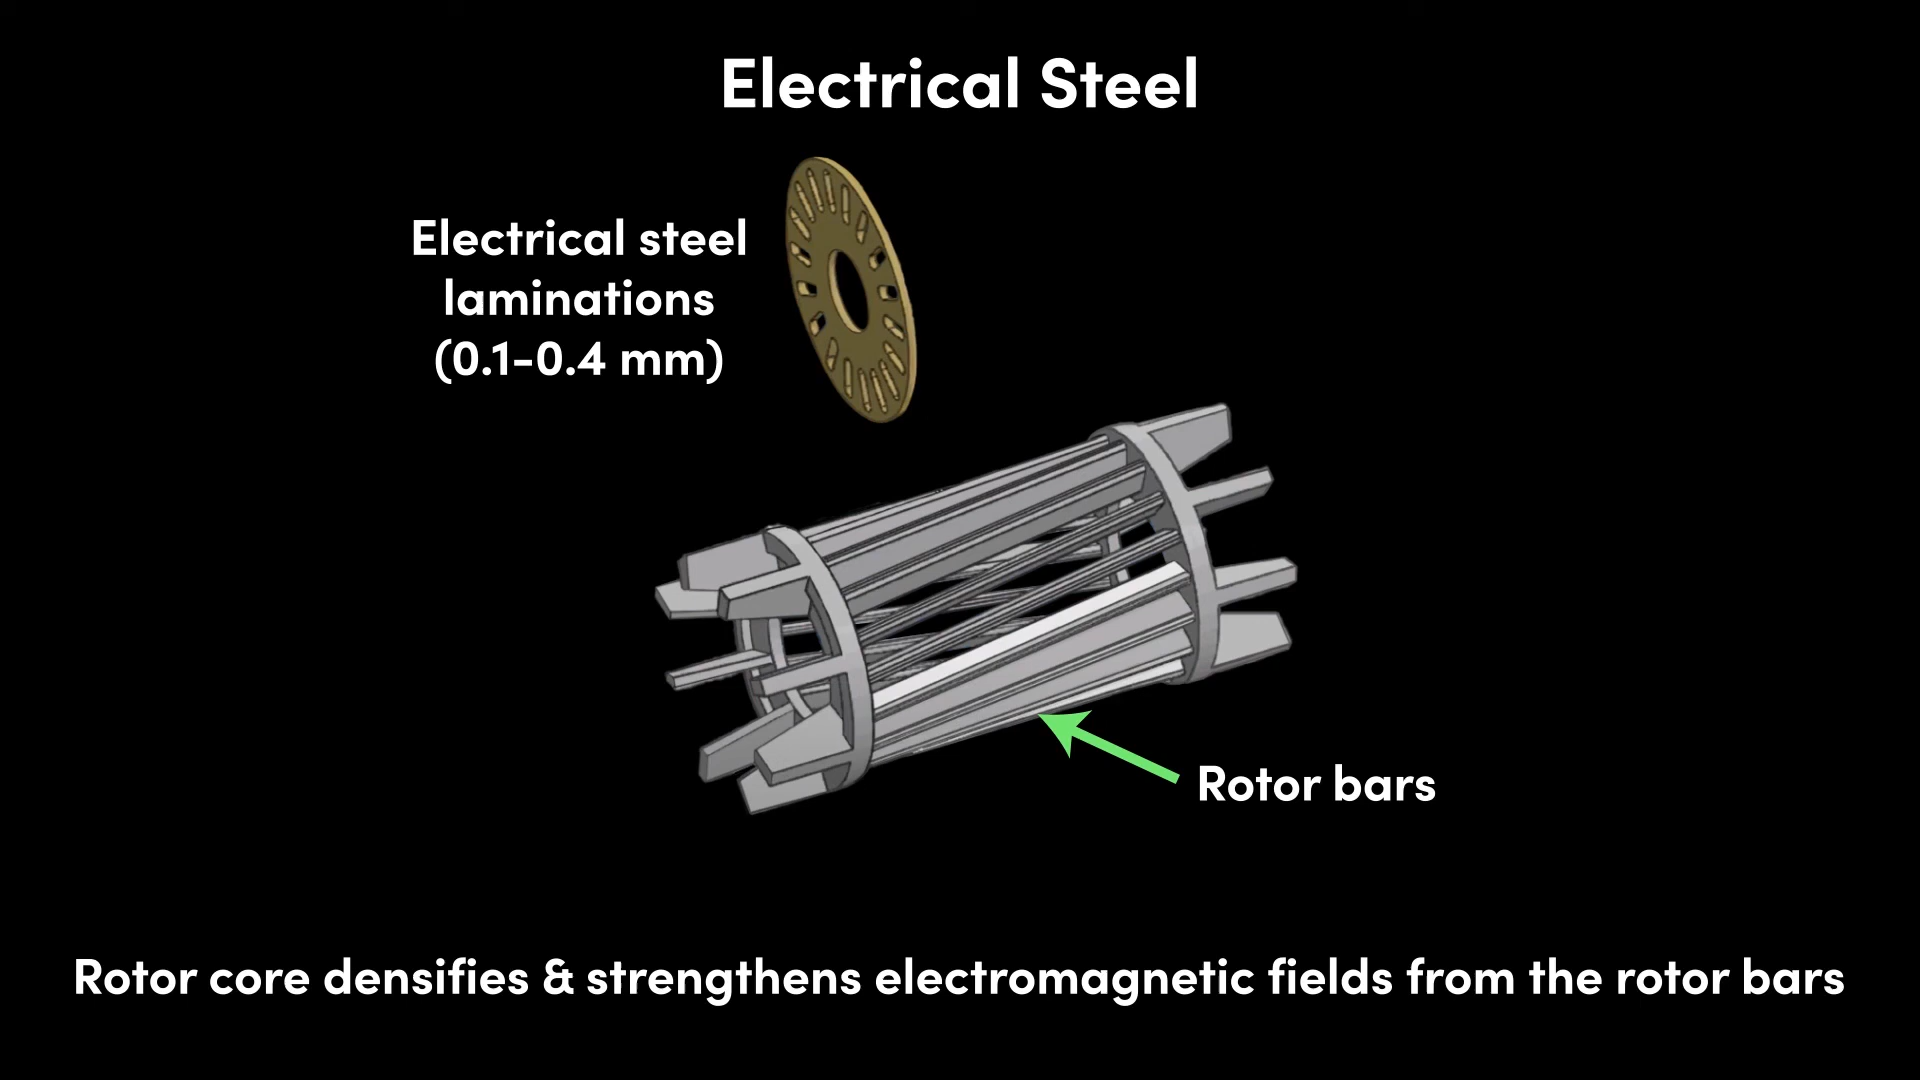 Electrical Steel
Electrical steel
laminations
(0.1-0.4 mm)
Rotor bars
Rotor core densifies & strengthens electromagnetic fields from the rotor bars